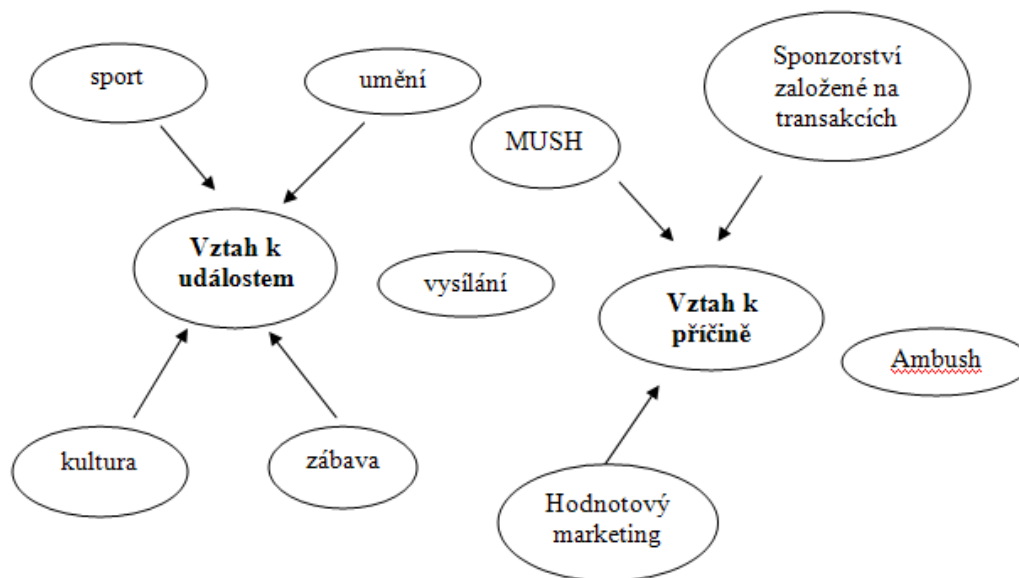 sport
umění
MUSH
Sponzorství
založené na
transakcích
Vztah k
událostem
vysílání
Vztah k
příčině
Ambush
kultura
zábava
Hodnotový
marketing